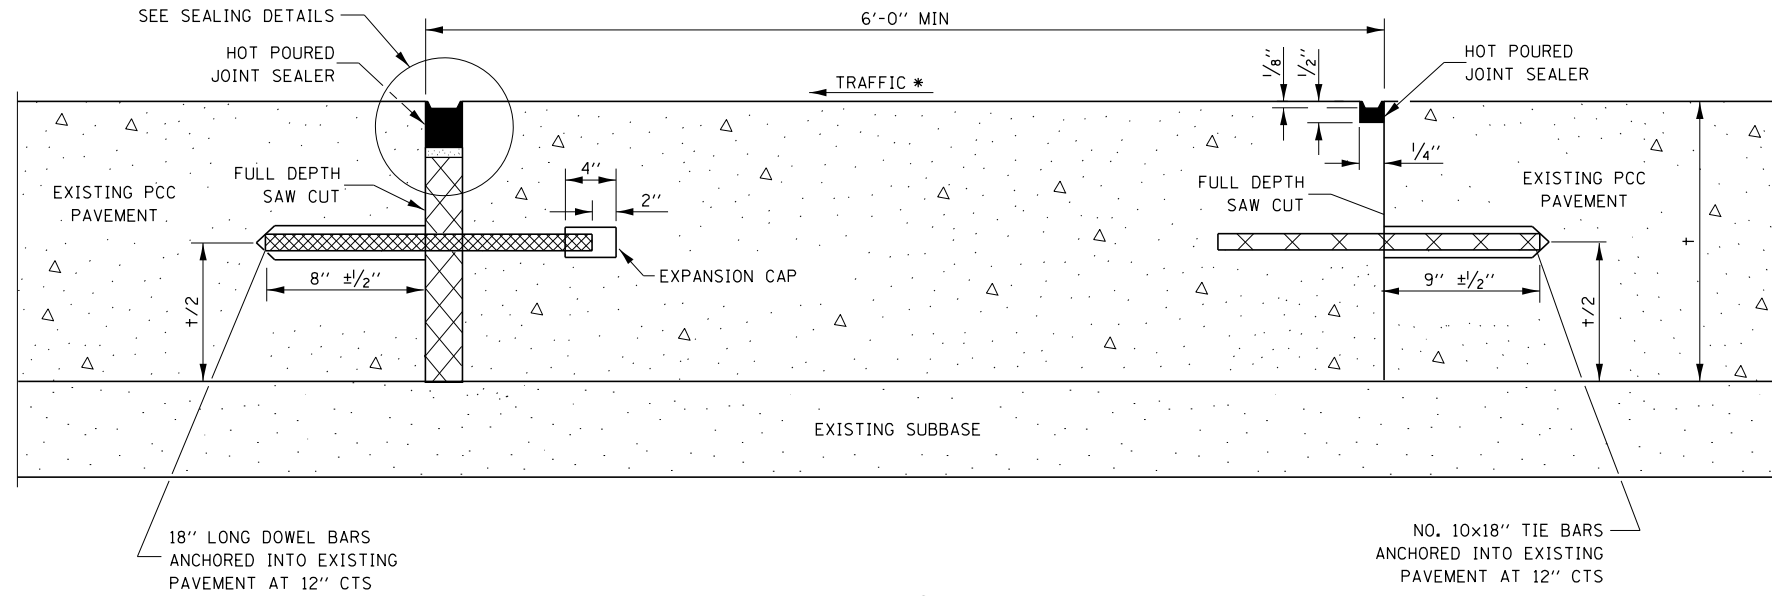 SEE SEALING DETAILS
6'-0" MIN
HOT POURED
JOINT SEALER
TRAFFIC *
1/8"
1/2"
HOT POURED
JOINT SEALER
EXISTING PCC
PAVEMENT
FULL DEPTH
SAW CUT
4"
2"
1/4"
FULL DEPTH
SAW CUT
EXISTING PCC
PAVEMENT
t
EXPANSION CAP
8" ±1/2"
9" ±1/2"
t/2
t/2
EXISTING SUBBASE
18" LONG DOWEL BARS
ANCHORED INTO EXISTING
PAVEMENT AT 12" CTS
NO. 10x18" TIE BARS
ANCHORED INTO EXISTING
PAVEMENT AT 12" CTS